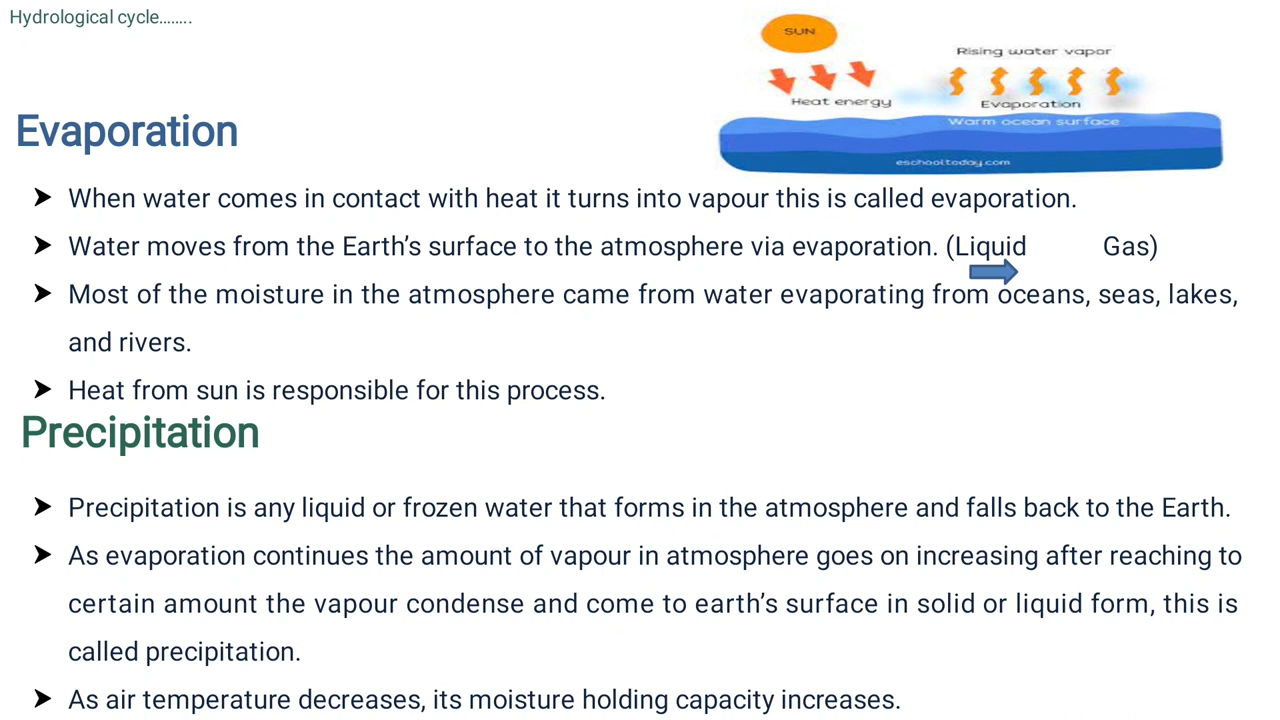 Hydrological cycle........
SUN
Rising water vapor
Heat energy
Evaporation
Warm ocean surface
eschooltoday.com
Evaporation
When water comes in contact with heat it turns into vapour this is called evaporation.
Water moves from the Earth’s surface to the atmosphere via evaporation. (Liquid Gas)
Most of the moisture in the atmosphere came from water evaporating from oceans, seas, lakes,
and rivers.
Heat from sun is responsible for this process.
Precipitation
Precipitation is any liquid or frozen water that forms in the atmosphere and falls back to the Earth.
As evaporation continues the amount of vapour in atmosphere goes on increasing after reaching to
certain amount the vapour condense and come to earth’s surface in solid or liquid form, this is
called precipitation.
As air temperature decreases, its moisture holding capacity increases.